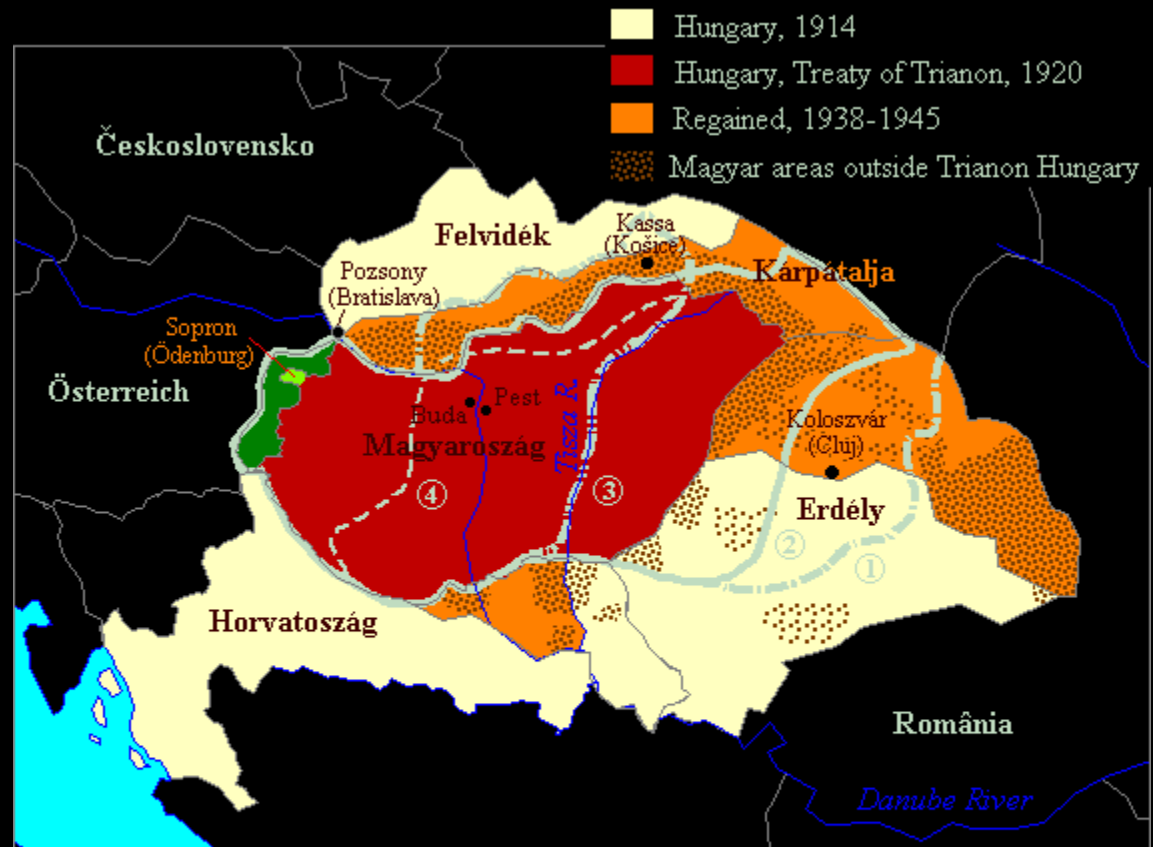 Hungary, 1914
Hungary, Treaty of Trianon, 1920
Regained, 1938-1945
Magyar areas outside Trianon Hungary
Československo
Felvidék
Kassa
(Košice)
Kárpátalja
Pozsony
(Bratislava)
Sopron
(Ödenburg)
Österreich
Buda
Pest
Magyaroszág
Tisza R.
Koloszvár
(Cluj)
④
③
Erdély
②
①
Horvatoszág
România
Danube River